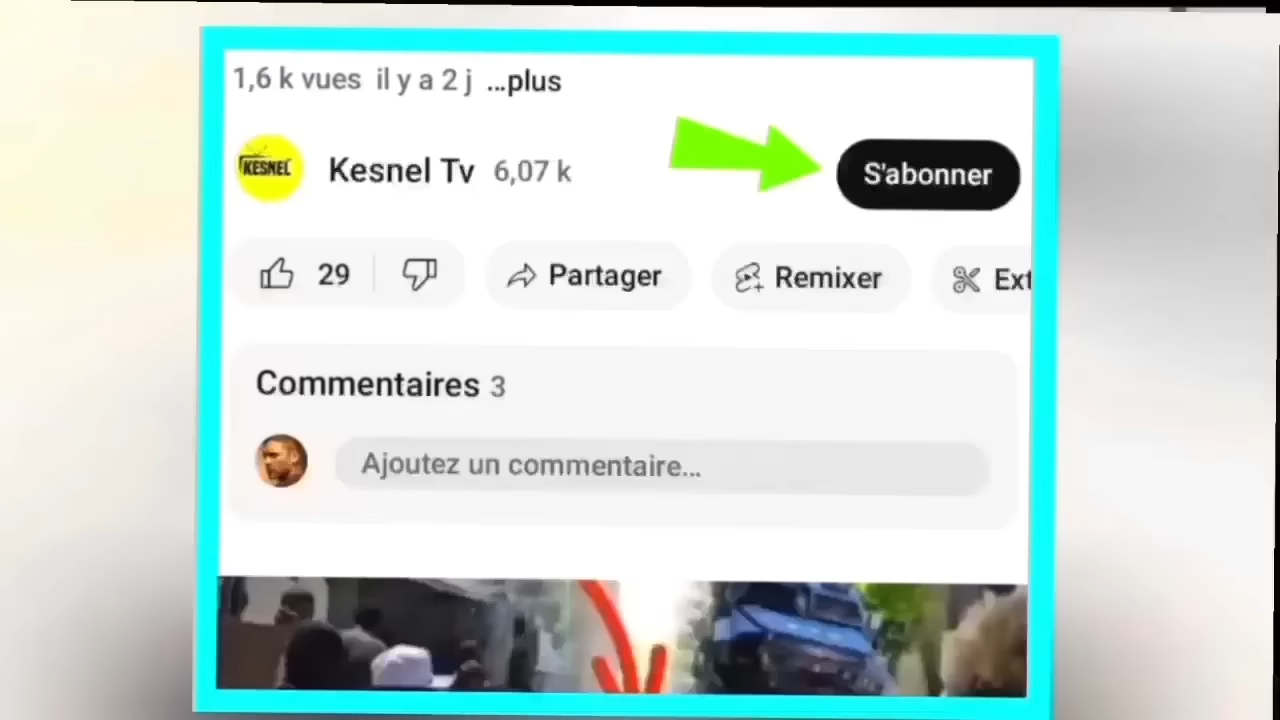 1,6 k vues il y a 2 j ...plus
KESNEL
Kesnel Tv 6,07 k
S'abonner
29
Partager
Remixer
Ext
Commentaires 3
Ajoutez un commentaire...